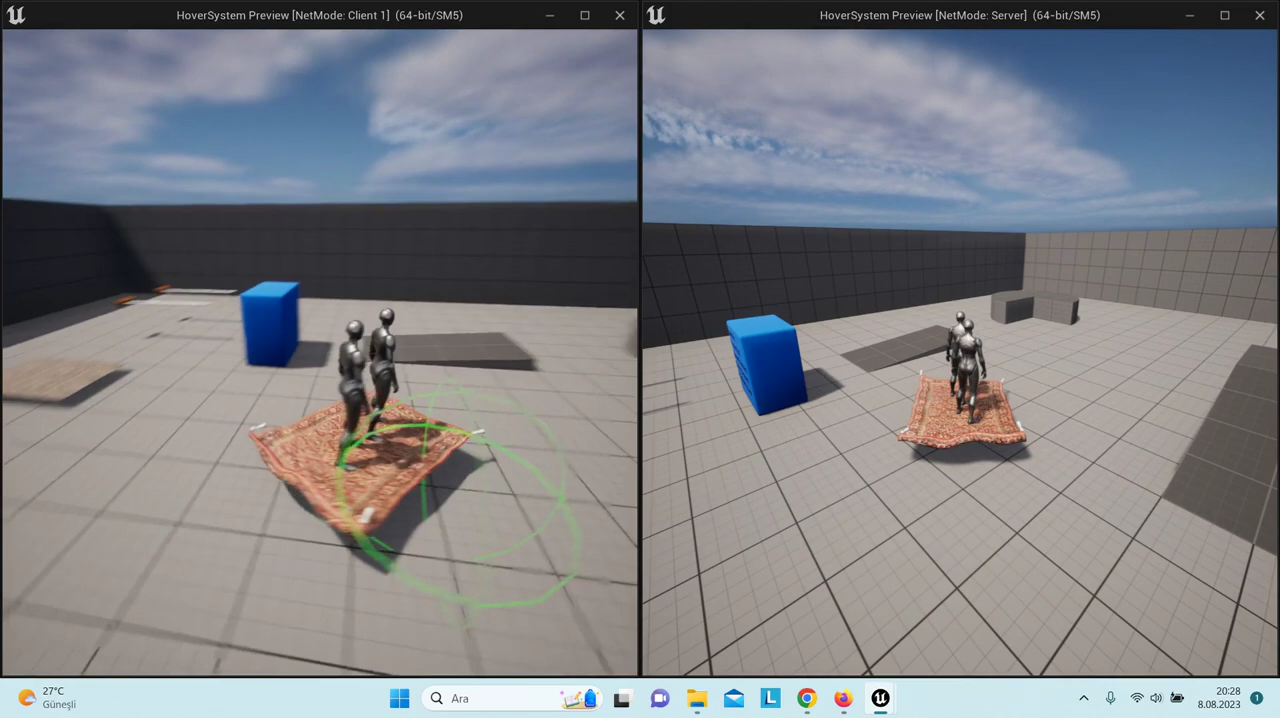 HoverSystem Preview [NetMode: Client 1] (64-bit/SM5)
HoverSystem Preview [NetMode: Server] (64-bit/SM5)
27°C
Güneşli
Ara
L
20:28
8.08.2023
1